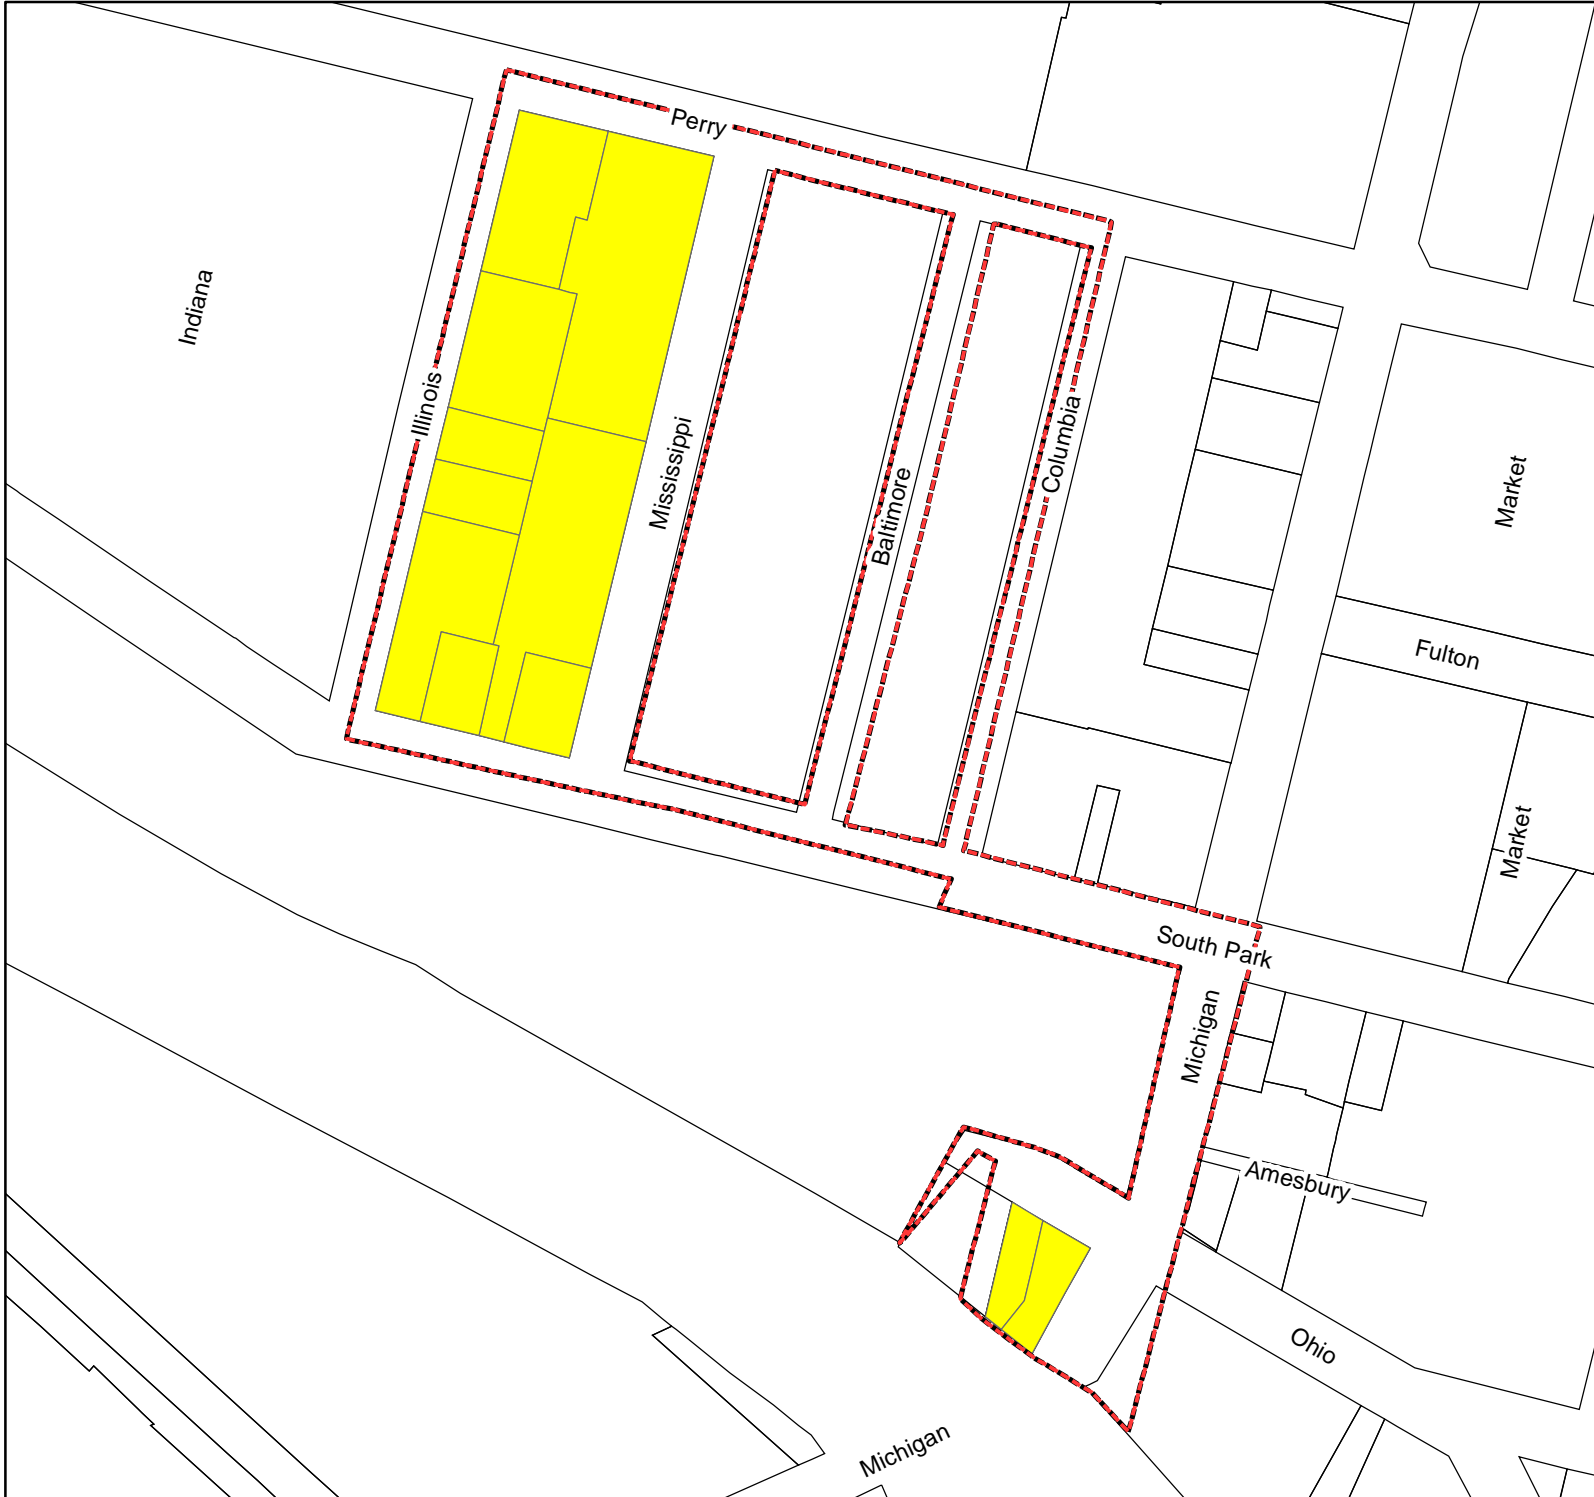 Perry
Indiana
Illinois
Mississippi
Baltimore
Columbia
Market
Fulton
Market
South Park
Michigan
Amesbury
Ohio
Michigan